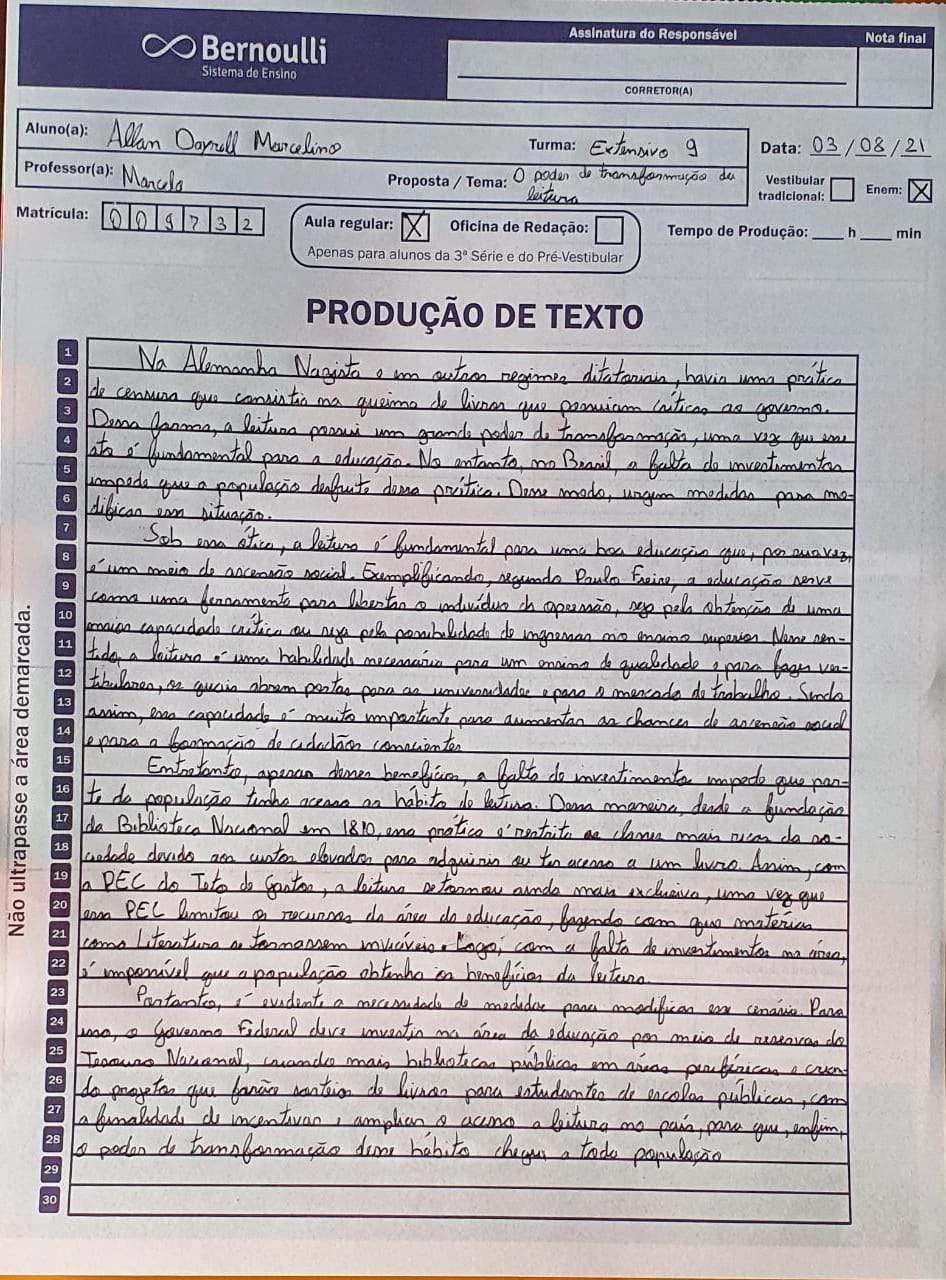 Bernoulli
Sistema de Ensino
Assinatura do Responsável
CORRETOR(A)
Nota final
Aluno(a): Allan Dayrell Marcelino
Turma: Extensivo 9
Data: 03/08/21
Professor(a): Marcela
Proposta / Tema: O poder de transformação da
leitura
Vestibular
tradicional:
Enem: X
Matrícula: 009732
Aula regular: X Oficina de Redação:
Apenas para alunos da 3ª Série e do Pré-Vestibular
Tempo de Produção: ____ h ____ min
PRODUÇÃO DE TEXTO
Não ultrapasse a área demarcada.
1 Na Alemanha Nazista e em outros regimes ditatoriais, havia uma prática
2 de censura que consistia na queima de livros que possuiam críticas ao governo.
3 Dessa forma, a leitura possui um grande poder de transformação, uma vez que esse
4 ato é fundamental para a educação. No entanto, no Brasil, a falta de investimentos
5 impede que a população desfrute dessa prática. Desse modo, urgem medidas para mo-
6 dificar essa situação.
7 Sob essa ótica, a leitura é fundamental para uma boa educação que, por sua vez,
8 é um meio de ascensão social. Exemplificando, segundo Paulo Freire, a educação serve
9 como uma ferramenta para libertar o indivíduo da opressão, seja pela obtenção de uma
10 maior capacidade crítica ou seja pela possibilidade de ingressar no ensino superior. Nesse sen-
11 tido, a leitura é uma habilidade necessária para um ensino de qualidade e para fazer ves-
12 tibulares, os quais abrem portas para as universidades e para o mercado de trabalho. Sendo
13 assim, essa capacidade é muito importante para aumentar as chances de ascensão social
14 e para a formação de cidadãos conscientes
15 Entretanto, apesar desses benefícios, a falta de investimentos impede que par-
16 te da população tenha acesso ao hábito de leitura. Dessa maneira, desde a fundação
17 da Biblioteca Nacional em 1810, essa prática é restrita as classes mais ricas da so-
18 ciedade devido aos custos elevados para adquirir ou ter acesso a um livro. Assim, com
19 a PEC do Teto de Gastos, a leitura se tornou ainda mais exclusiva, uma vez que
20 essa PEC limitou os recursos da área da educação, fazendo com que matérias
21 como Literatura se tornassem inviáveis. Logo, com a falta de investimentos na área,
22 é impossível que a população obtenha os benefícios da leitura.
23 Portanto, é evidente a necessidade de medidas para modificar esse cenário. Para
24 isso, o Governo Federal deve investir na área da educação por meio de reservas do
25 Tesouro Nacional, criando mais bibliotecas públicas em áreas periféricas e crian-
26 do projetos que farão sorteios de livros para estudantes de escolas públicas, com
27 a finalidade de incentivar e ampliar o acesso a leitura no país, para que, enfim,
28 o poder de transformação desse hábito chegue a toda população
29
30